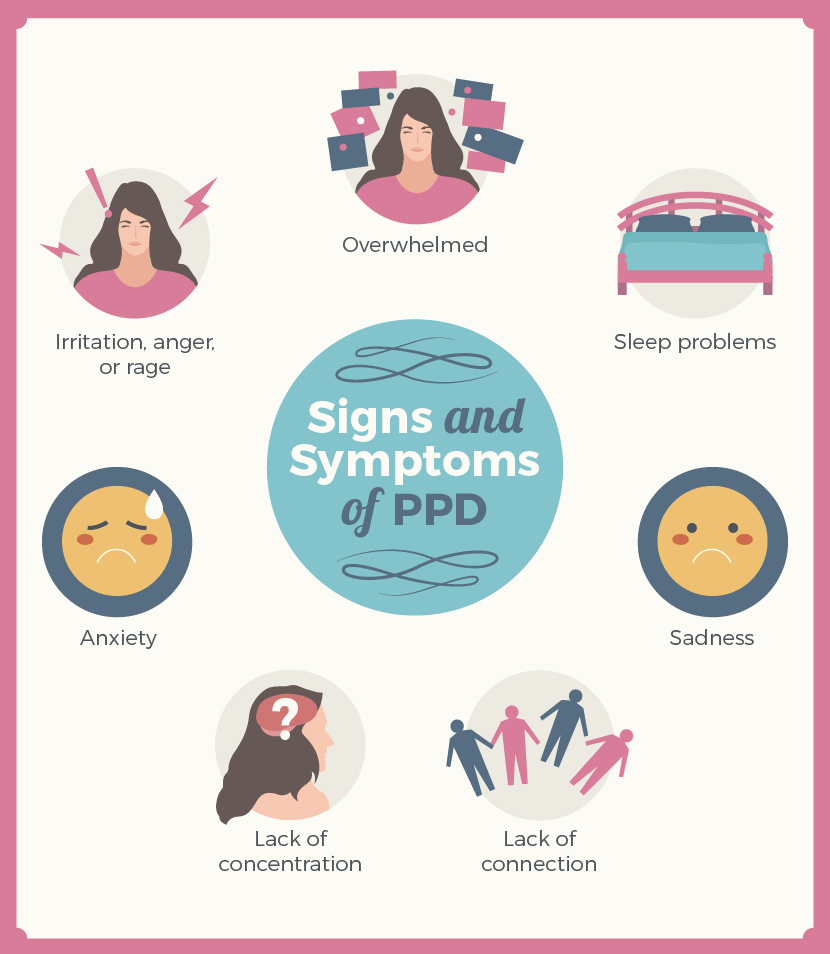 Overwhelmed
Irritation, anger,
or rage
Sleep problems
Signs and
Symptoms
of PPD
Anxiety
Sadness
?
Lack of
concentration
Lack of
connection